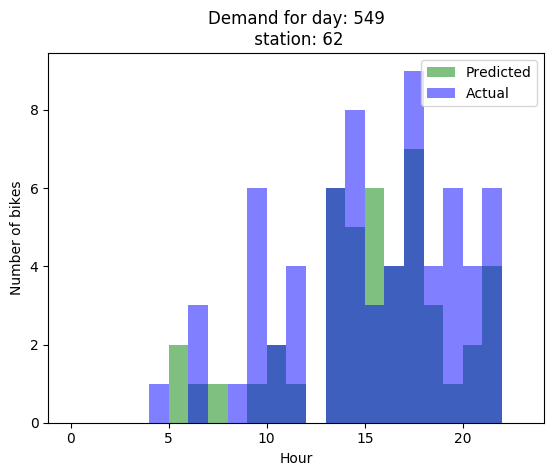 Demand for day: 549
station: 62
Predicted
Actual
Number of bikes
8
6
4
2
0
0
5
10
15
20
Hour